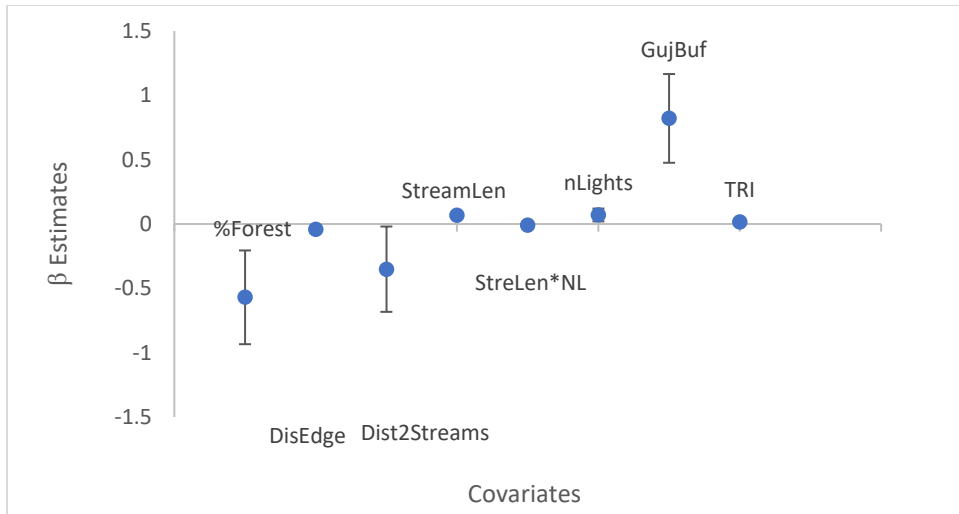 1.5
GujBuf
1
0.5
nLights
StreamLen
TRI
0
%Forest
β Estimates
StreLen*NL
-0.5
-1
-1.5
DisEdge
Dist2Streams
Covariates